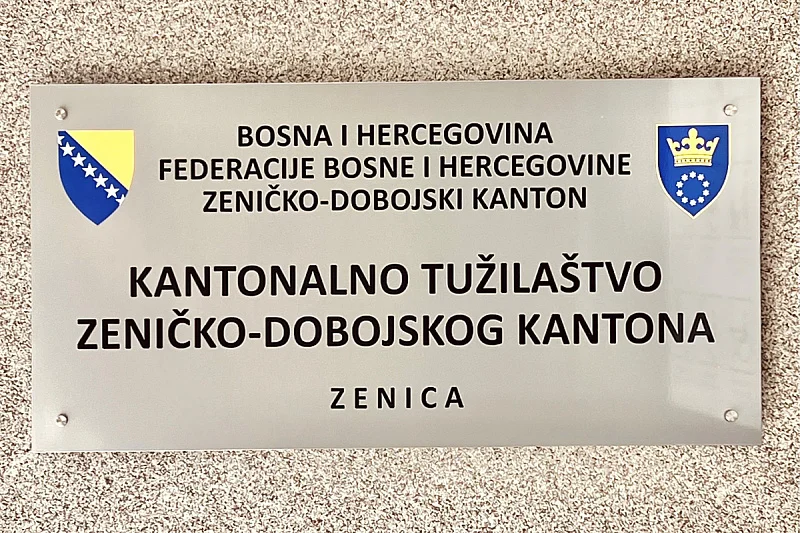 BOSNA I HERCEGOVINA
FEDERACIJE BOSNE I HERCEGOVINE
ZENIČKO-DOBOJSKI KANTON
KANTONALNO TUŽILAŠTVO
ZENIČKO-DOBOJSKOG KANTONA
ZENICA